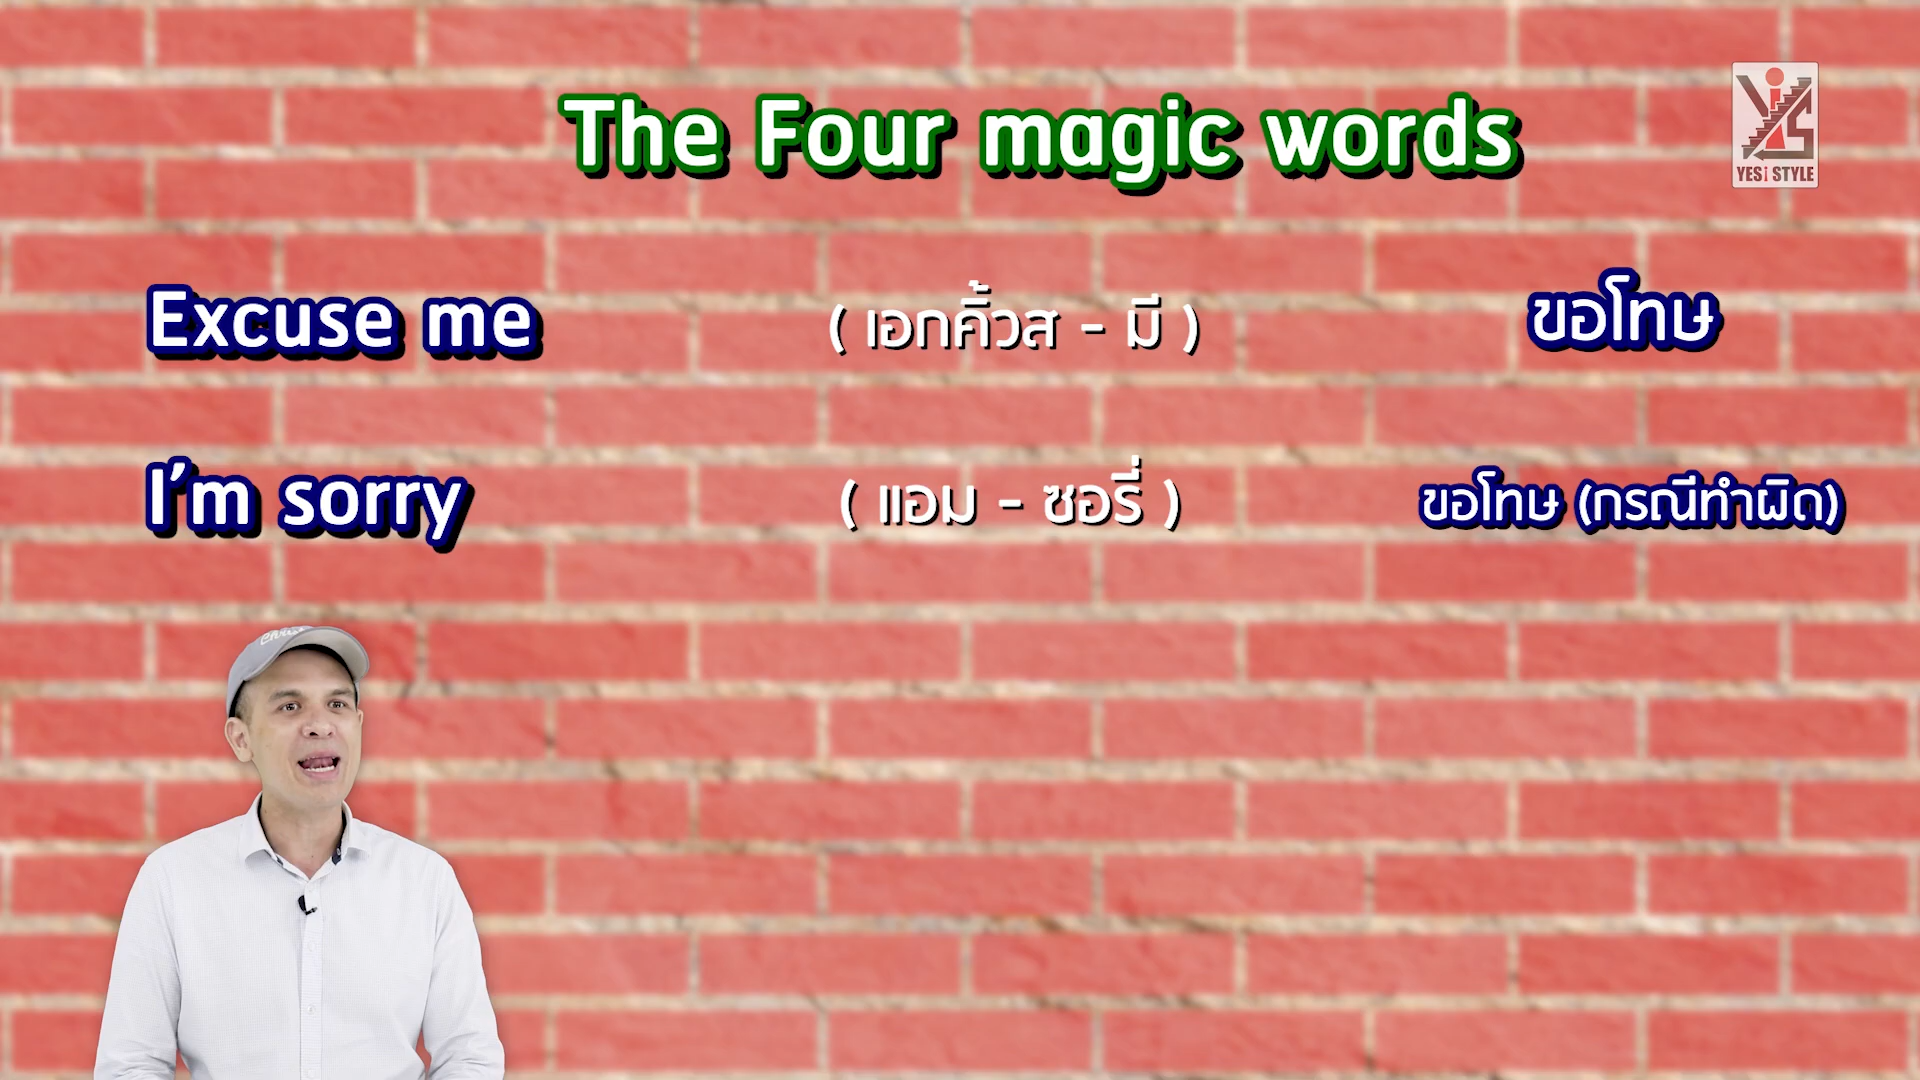 The Four magic words
YESi STYLE
Excuse me ( เอกคิ้วส - มี ) ขอโทษ
I'm sorry ( แอม - ซอรี่ ) ขอโทษ (กรณีทำผิด)